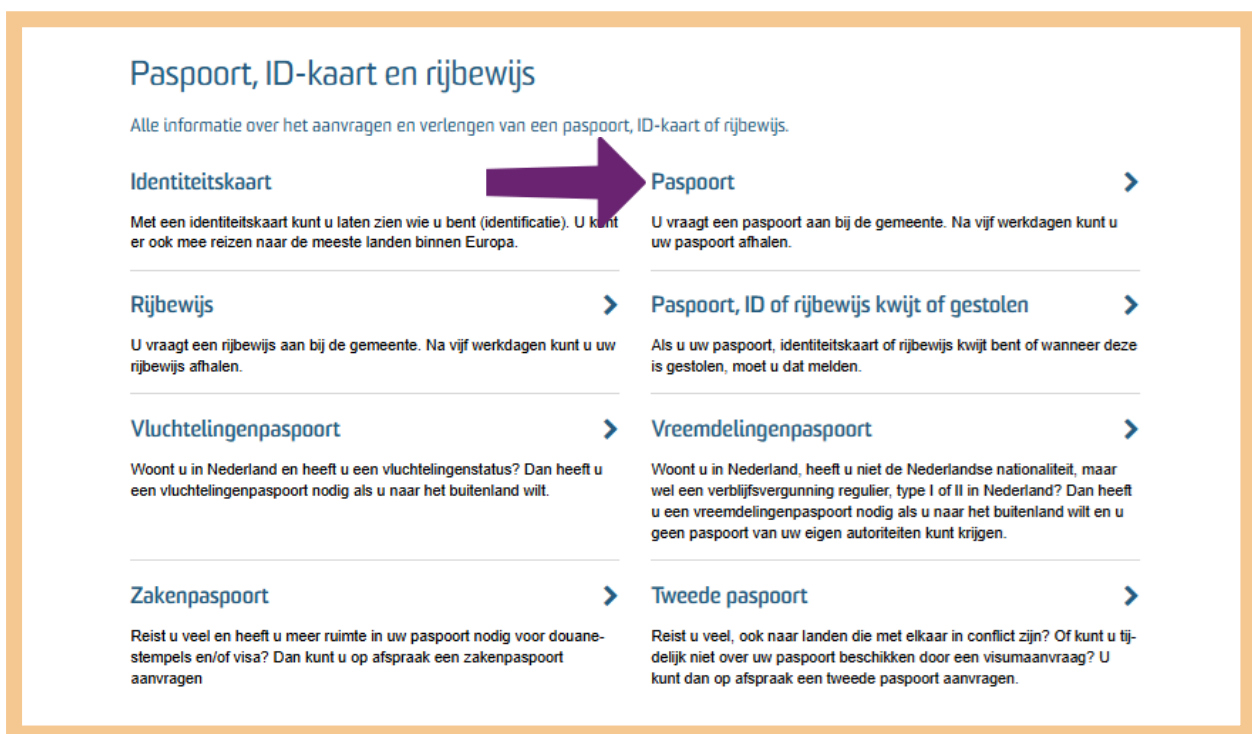 Paspoort, ID-kaart en rijbewijs
Alle informatie over het aanvragen en verlengen van een paspoort, ID-kaart of rijbewijs.
Identiteitskaart
Met een identiteitskaart kunt u laten zien wie u bent (identificatie). U kunt
er ook mee reizen naar de meeste landen binnen Europa.
Paspoort
U vraagt een paspoort aan bij de gemeente. Na vijf werkdagen kunt u
uw paspoort afhalen.
Rijbewijs
U vraagt een rijbewijs aan bij de gemeente. Na vijf werkdagen kunt u uw
rijbewijs afhalen.
Paspoort, ID of rijbewijs kwijt of gestolen
Als u uw paspoort, identiteitskaart of rijbewijs kwijt bent of wanneer deze
is gestolen, moet u dat melden.
Vluchtelingenpaspoort
Woont u in Nederland en heeft u een vluchtelingenstatus? Dan heeft u
een vluchtelingenpaspoort nodig als u naar het buitenland wilt.
Vreemdelingenpaspoort
Woont u in Nederland, heeft u niet de Nederlandse nationaliteit, maar
wel een verblijfsvergunning regulier, type I of II in Nederland? Dan heeft
u een vreemdelingenpaspoort nodig als u naar het buitenland wilt en u
geen paspoort van uw eigen autoriteiten kunt krijgen.
Zakenpaspoort
Reist u veel en heeft u meer ruimte in uw paspoort nodig voor douane-
stempels en/of visa? Dan kunt u op afspraak een zakenpaspoort
aanvragen
Tweede paspoort
Reist u veel, ook naar landen die met elkaar in conflict zijn? Of kunt u tij-
delijk niet over uw paspoort beschikken door een visumaanvraag? U
kunt dan op afspraak een tweede paspoort aanvragen.